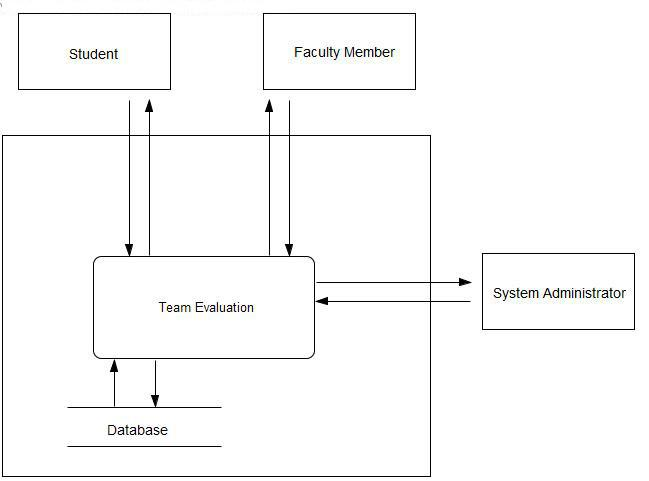 Student
Faculty Member
System Administrator
Team Evaluation
Database